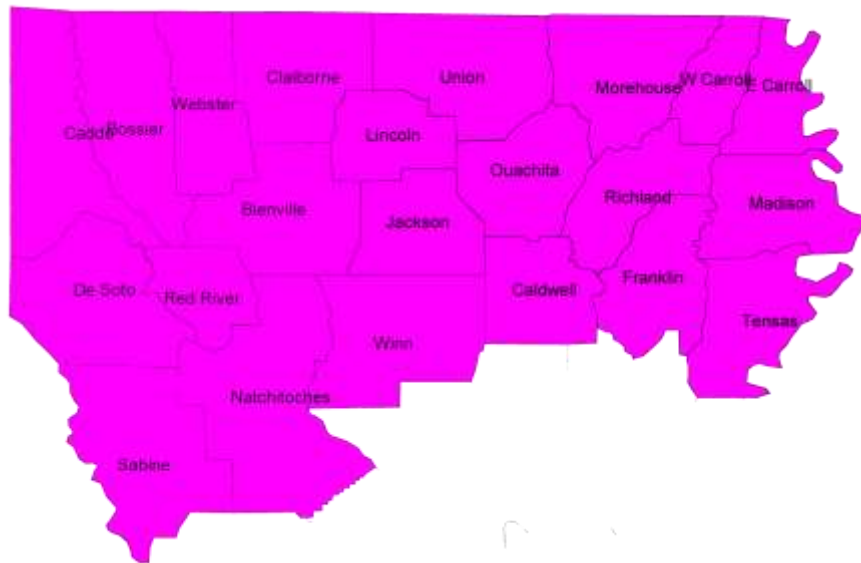 Claiborne
Union
Morehouse
W Carroll
E Carroll
Webster
Caddo
Bossier
Lincoln
Ouachita
Bienville
Jackson
Richland
Madison
De Soto
Red River
Caldwell
Franklin
Tensas
Winn
Natchitoches
Sabine